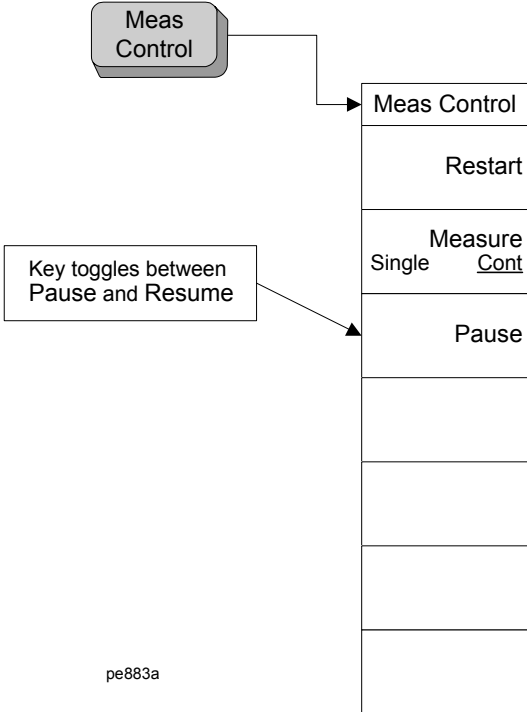 Meas
Control
Meas Control
Restart
Measure
Single Cont
Key toggles between
Pause and Resume
Pause
pe883a